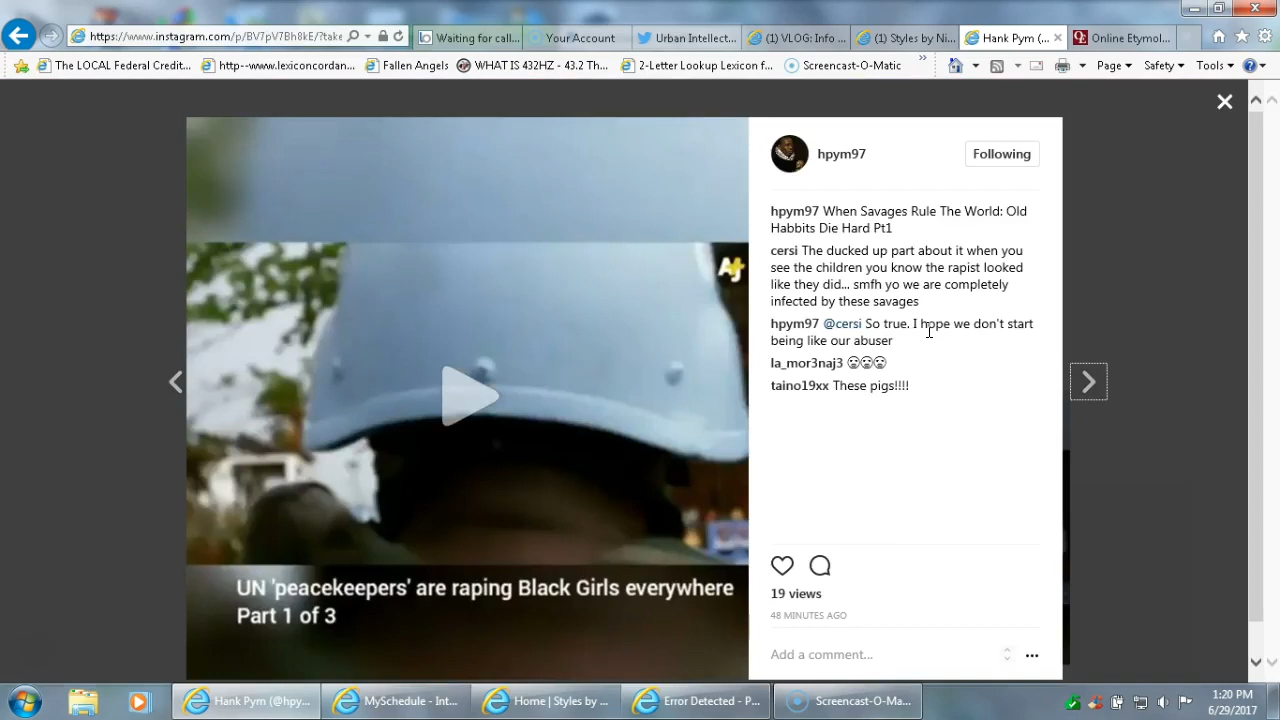 https://www.instagram.com/p/BV7pV7Bh8kE/?take
Waiting for call...
Your Account
Urban Intellect...
(1) VLOG: Info ...
(1) Styles by Ni...
Hank Pym (...
Online Etymol...
The LOCAL Federal Credit...
http--www.lexiconcordan...
Fallen Angels
WHAT IS 432HZ - 43.2 Th...
2-Letter Lookup Lexicon f...
Screencast-O-Matic
Page
Safety
Tools
hpym97
Following
hpym97 When Savages Rule The World: Old
Habbits Die Hard Pt1
cersi The ducked up part about it when you
see the children you know the rapist looked
like they did... smfh yo we are completely
infected by these savages
hpym97 @cersi So true. I hope we don't start
being like our abuser
la_mor3naj3
taino19xx These pigs!!!!
UN 'peacekeepers' are raping Black Girls everywhere
Part 1 of 3
19 views
48 MINUTES AGO
Add a comment...
Hank Pym (@hpy...
MySchedule - Int...
Home | Styles by ...
Error Detected - P...
Screencast-O-Ma...
1:20 PM
6/29/2017